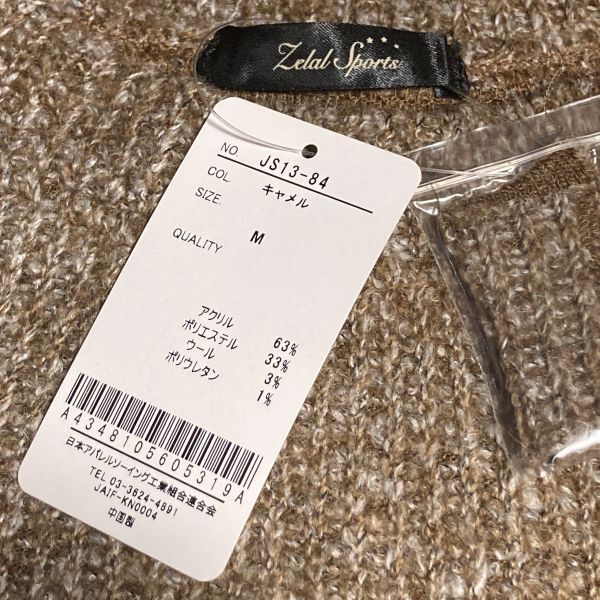 Zelal Sports
NO JS13-84
COL. キャメル
SIZE. M
QUALITY
アクリル 63%
ポリエステル 33%
ウール 3%
ポリウレタン 1%
A4348105605319A
日本アパレルソーイング工業組合連合会
TEL 03-3624-4891
JAIF-KN0004
中国製